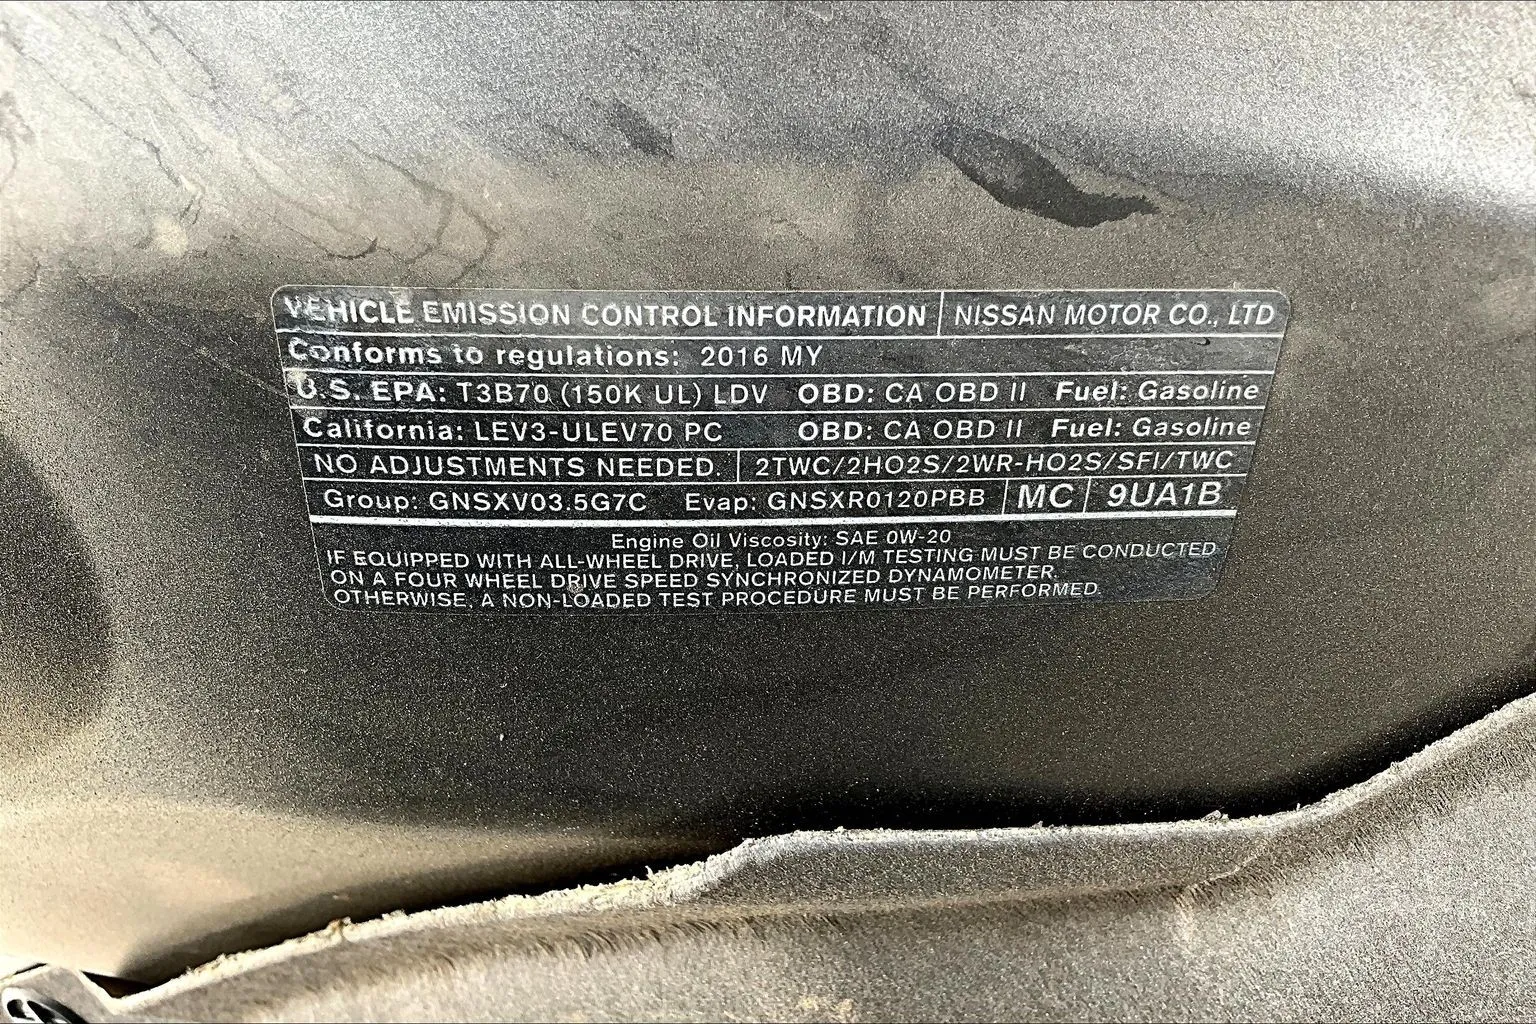 VEHICLE EMISSION CONTROL INFORMATION NISSAN MOTOR CO., LTD
Conforms to regulations: 2016 MY
U.S. EPA: T3B70 (150K UL) LDV OBD: CA OBD II Fuel: Gasoline
California: LEV3-ULEV70 PC OBD: CA OBD II Fuel: Gasoline
NO ADJUSTMENTS NEEDED. 2TWC/2HO2S/2WR-HO2S/SFI/TWC
Group: GNSXV03.5G7C Evap: GNSXR0120PBB MC 9UA1B
Engine Oil Viscosity: SAE 0W-20
IF EQUIPPED WITH ALL-WHEEL DRIVE, LOADED I/M TESTING MUST BE CONDUCTED
ON A FOUR WHEEL DRIVE SPEED SYNCHRONIZED DYNAMOMETER.
OTHERWISE, A NON-LOADED TEST PROCEDURE MUST BE PERFORMED.